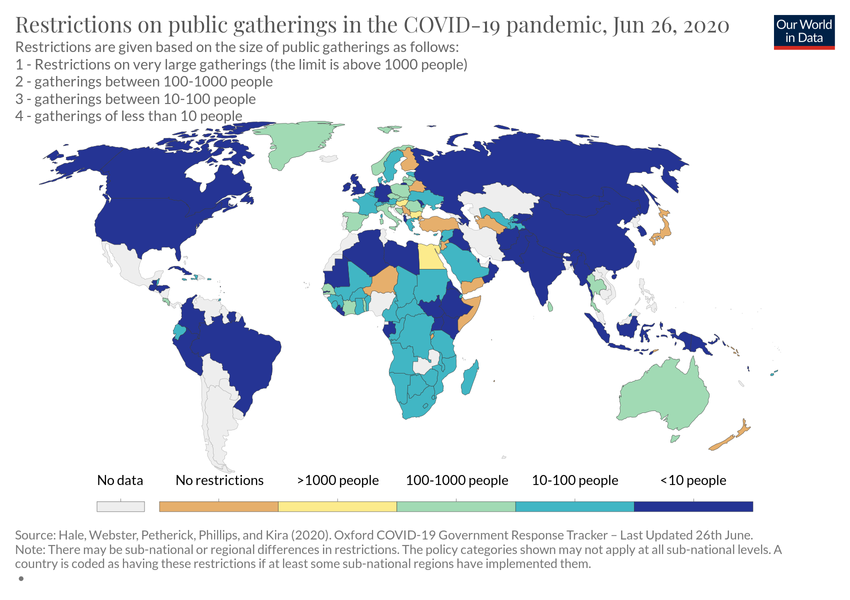 Restrictions on public gatherings in the COVID-19 pandemic, Jun 26, 2020
Our World
in Data
Restrictions are given based on the size of public gatherings as follows:
1 - Restrictions on very large gatherings (the limit is above 1000 people)
2 - gatherings between 100-1000 people
3 - gatherings between 10-100 people
4 - gatherings of less than 10 people
No data
No restrictions
>1000 people
100-1000 people
10-100 people
<10 people
Source: Hale, Webster, Petherick, Phillips, and Kira (2020). Oxford COVID-19 Government Response Tracker – Last Updated 26th June.
Note: There may be sub-national or regional differences in restrictions. The policy categories shown may not apply at all sub-national levels. A
country is coded as having these restrictions if at least some sub-national regions have implemented them.